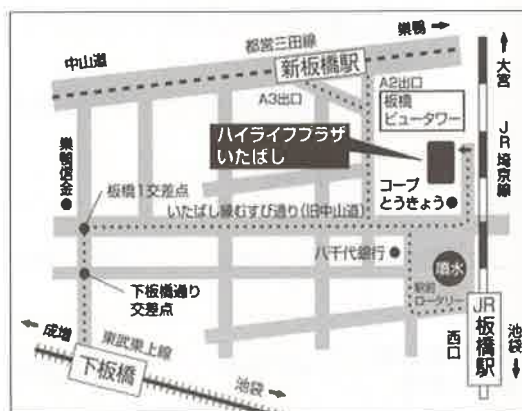 巣鴨
都営三田線
中山道
新板橋駅
大宮
A3出口
A2出口
板橋
ビュータワー
JR埼京線
ハイライフプラザ
いたばし
巣鴨信金
板橋1交差点
コープ
とうきょう
いたばし縁むすび通り(旧中山道)
八千代銀行
噴水
下板橋通り
交差点
駅前
ロータリー
JR
板橋駅
西口
池袋
成増
東武東上線
下板橋
池袋